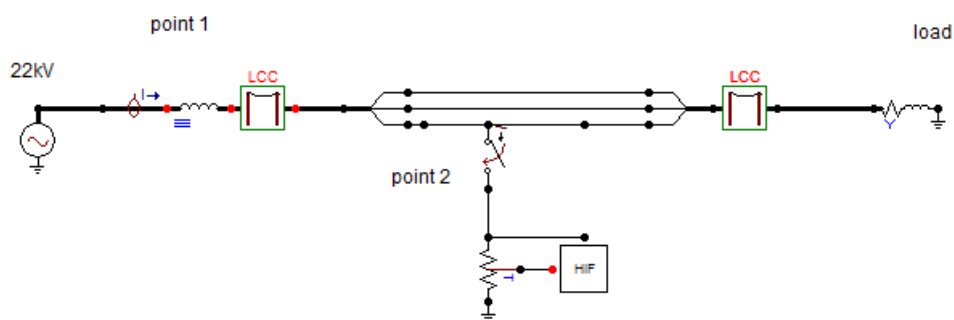 point 1
load
22kV
I
LCC
LCC
Y
point 2
T
HIF